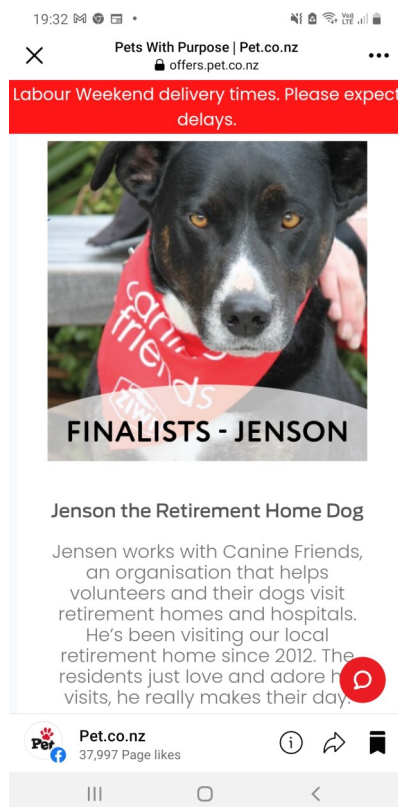 19:32
Vo))
LTE
Pets With Purpose | Pet.co.nz
offers.pet.co.nz
Labour Weekend delivery times. Please expect
delays.
canine
friends
ZIWI
FINALISTS - JENSON
Jenson the Retirement Home Dog
Jensen works with Canine Friends,
an organisation that helps
volunteers and their dogs visit
retirement homes and hospitals.
He's been visiting our local
retirement home since 2012. The
residents just love and adore h
visits, he really makes their day.
Pet
Pet.co.nz
37,997 Page likes